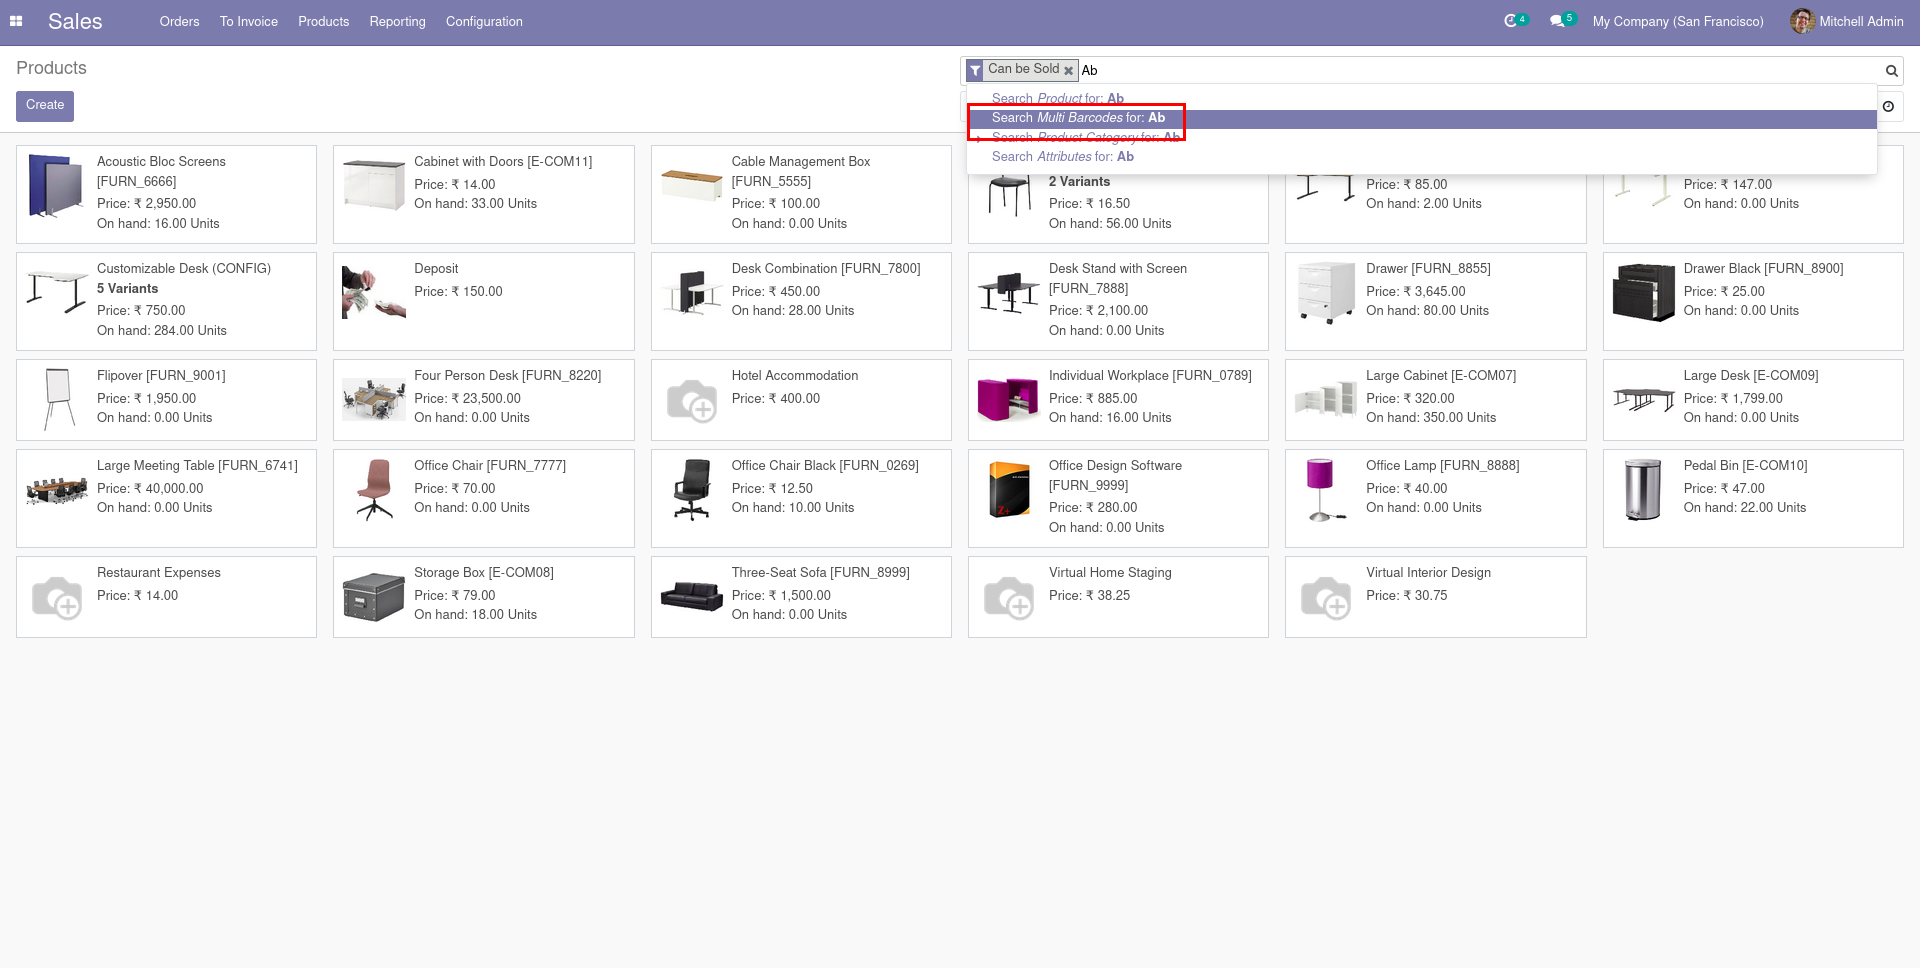 Sales
Orders
To Invoice
Products
Reporting
Configuration
4
5
My Company (San Francisco)
Mitchell Admin
Products
Can be Sold
Ab
Create
Search Product for: Ab
Search Multi Barcodes for: Ab
Search Product Category for: Ab
Search Attributes for: Ab
Acoustic Bloc Screens
[FURN_6666]
Price: ₹ 2,950.00
On hand: 16.00 Units
Cabinet with Doors [E-COM11]
Price: ₹ 14.00
On hand: 33.00 Units
Cable Management Box
[FURN_5555]
Price: ₹ 100.00
On hand: 0.00 Units
2 Variants
Price: ₹ 16.50
On hand: 56.00 Units
Price: ₹ 85.00
On hand: 2.00 Units
Price: ₹ 147.00
On hand: 0.00 Units
Customizable Desk (CONFIG)
5 Variants
Price: ₹ 750.00
On hand: 284.00 Units
Deposit
Price: ₹ 150.00
Desk Combination [FURN_7800]
Price: ₹ 450.00
On hand: 28.00 Units
Desk Stand with Screen
[FURN_7888]
Price: ₹ 2,100.00
On hand: 0.00 Units
Drawer [FURN_8855]
Price: ₹ 3,645.00
On hand: 80.00 Units
Drawer Black [FURN_8900]
Price: ₹ 25.00
On hand: 0.00 Units
Flipover [FURN_9001]
Price: ₹ 1,950.00
On hand: 0.00 Units
Four Person Desk [FURN_8220]
Price: ₹ 23,500.00
On hand: 0.00 Units
Hotel Accommodation
Price: ₹ 400.00
Individual Workplace [FURN_0789]
Price: ₹ 885.00
On hand: 16.00 Units
Large Cabinet [E-COM07]
Price: ₹ 320.00
On hand: 350.00 Units
Large Desk [E-COM09]
Price: ₹ 1,799.00
On hand: 0.00 Units
Large Meeting Table [FURN_6741]
Price: ₹ 40,000.00
On hand: 0.00 Units
Office Chair [FURN_7777]
Price: ₹ 70.00
On hand: 0.00 Units
Office Chair Black [FURN_0269]
Price: ₹ 12.50
On hand: 10.00 Units
Office Design Software
[FURN_9999]
Price: ₹ 280.00
On hand: 0.00 Units
Office Lamp [FURN_8888]
Price: ₹ 40.00
On hand: 0.00 Units
Pedal Bin [E-COM10]
Price: ₹ 47.00
On hand: 22.00 Units
Restaurant Expenses
Price: ₹ 14.00
Storage Box [E-COM08]
Price: ₹ 79.00
On hand: 18.00 Units
Three-Seat Sofa [FURN_8999]
Price: ₹ 1,500.00
On hand: 0.00 Units
Virtual Home Staging
Price: ₹ 38.25
Virtual Interior Design
Price: ₹ 30.75